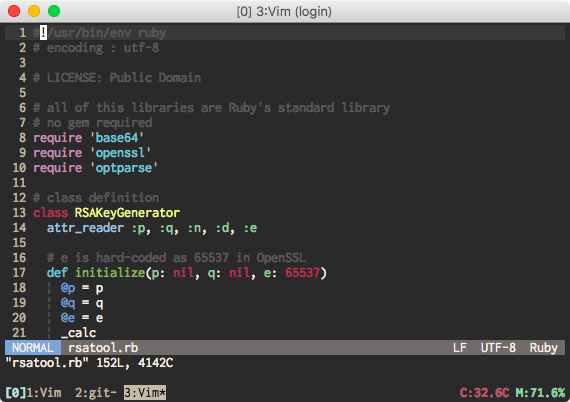 [0] 3:Vim (login)
1 #!/usr/bin/env ruby
2 # encoding : utf-8
3
4 # LICENSE: Public Domain
5
6 # all of this libraries are Ruby's standard library
7 # no gem required
8 require 'base64'
9 require 'openssl'
10 require 'optparse'
11
12 # class definition
13 class RSAKeyGenerator
14   attr_reader :p, :q, :n, :d, :e
15
16   # e is hard-coded as 65537 in OpenSSL
17   def initialize(p: nil, q: nil, e: 65537)
18   ¦ @p = p
19   ¦ @q = q
20   ¦ @e = e
21   ¦ _calc
NORMAL rsatool.rb LF UTF-8 Ruby
"rsatool.rb" 152L, 4142C
[0]1:Vim 2:git- 3:Vim* C:32.6C M:71.6%